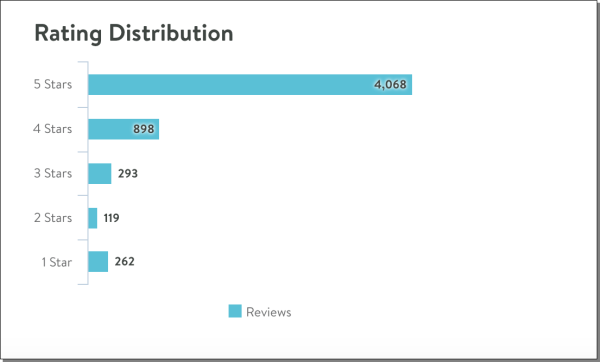 Rating Distribution
5 Stars 4,068
4 Stars 898
3 Stars 293
2 Stars 119
1 Star 262
Reviews